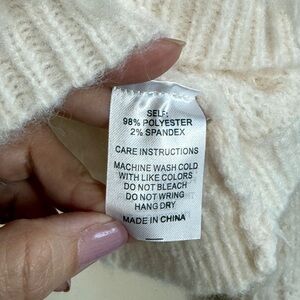 SELF:
98% POLYESTER
2% SPANDEX
CARE INSTRUCTIONS
MACHINE WASH COLD
WITH LIKE COLORS
DO NOT BLEACH
DO NOT WRING
HANG DRY
MADE IN CHINA